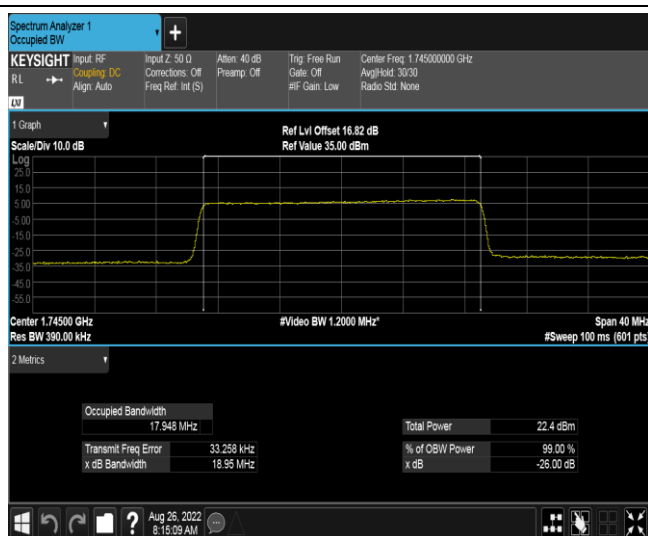 Spectrum Analyzer 1
Occupied BW
+
KEYSIGHT Input: RF Input Z: 50 Ω Atten: 40 dB Trig: Free Run Center Freq: 1.745000000 GHz
RL Coupling: DC Corrections: Off Preamp: Off Gate: Off Avg|Hold: 30/30
Align: Auto Freq Ref: Int (S) #IF Gain: Low Radio Std: None
LXI
1 Graph Ref Lvl Offset 16.82 dB
Scale/Div 10.0 dB Ref Value 35.00 dBm
Log
25.0
15.0
5.00
-5.00
-15.0
-25.0
-35.0
-45.0
-55.0
Center 1.74500 GHz #Video BW 1.2000 MHz* Span 40 MHz
Res BW 390.00 kHz #Sweep 100 ms (601 pts)
2 Metrics
Occupied Bandwidth
17.948 MHz Total Power 22.4 dBm
Transmit Freq Error 33.258 kHz % of OBW Power 99.00 %
x dB Bandwidth 18.95 MHz x dB -26.00 dB
? Aug 26, 2022
8:15:09 AM